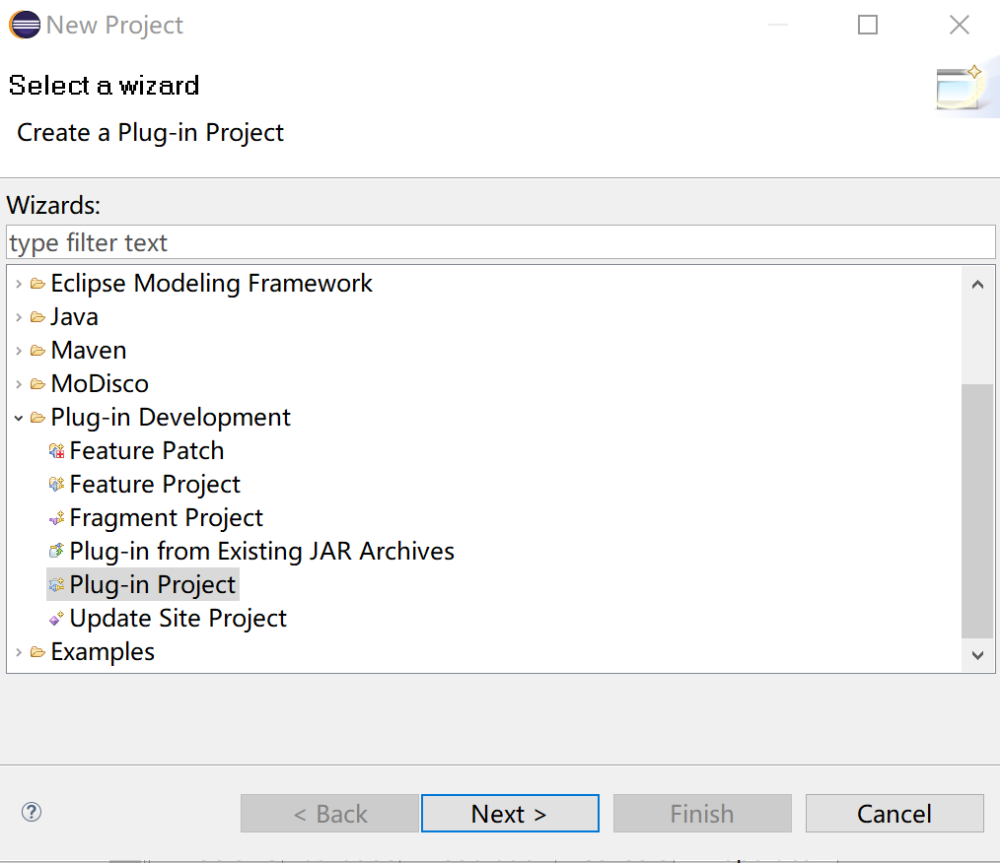 New Project
Select a wizard
Create a Plug-in Project
Wizards:
type filter text
Eclipse Modeling Framework
Java
Maven
MoDisco
Plug-in Development
Feature Patch
Feature Project
Fragment Project
Plug-in from Existing JAR Archives
Plug-in Project
Update Site Project
Examples
? < Back Next > Finish Cancel